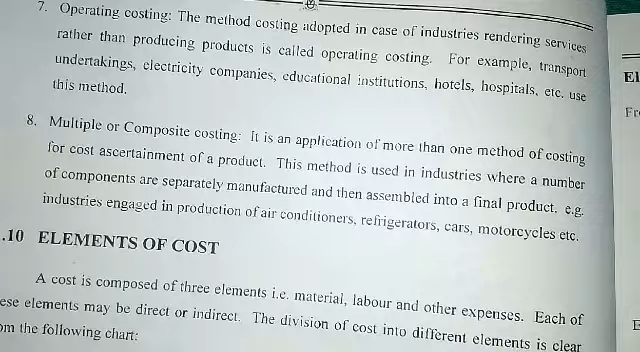 7. Operating costing: The method costing adopted in case of industries rendering services
rather than producing products is called operating costing. For example, transport
undertakings, electricity companies, educational institutions, hotels, hospitals, etc. use
this method.
8. Multiple or Composite costing: It is an application of more than one method of costing
for cost ascertainment of a product. This method is used in industries where a number
of components are separately manufactured and then assembled into a final product, e.g.
industries engaged in production of air conditioners, refrigerators, cars, motorcycles etc.
.10 ELEMENTS OF COST
A cost is composed of three elements i.e. material, labour and other expenses. Each of
ese elements may be direct or indirect. The division of cost into different elements is clear
om the following chart:
El
Fr